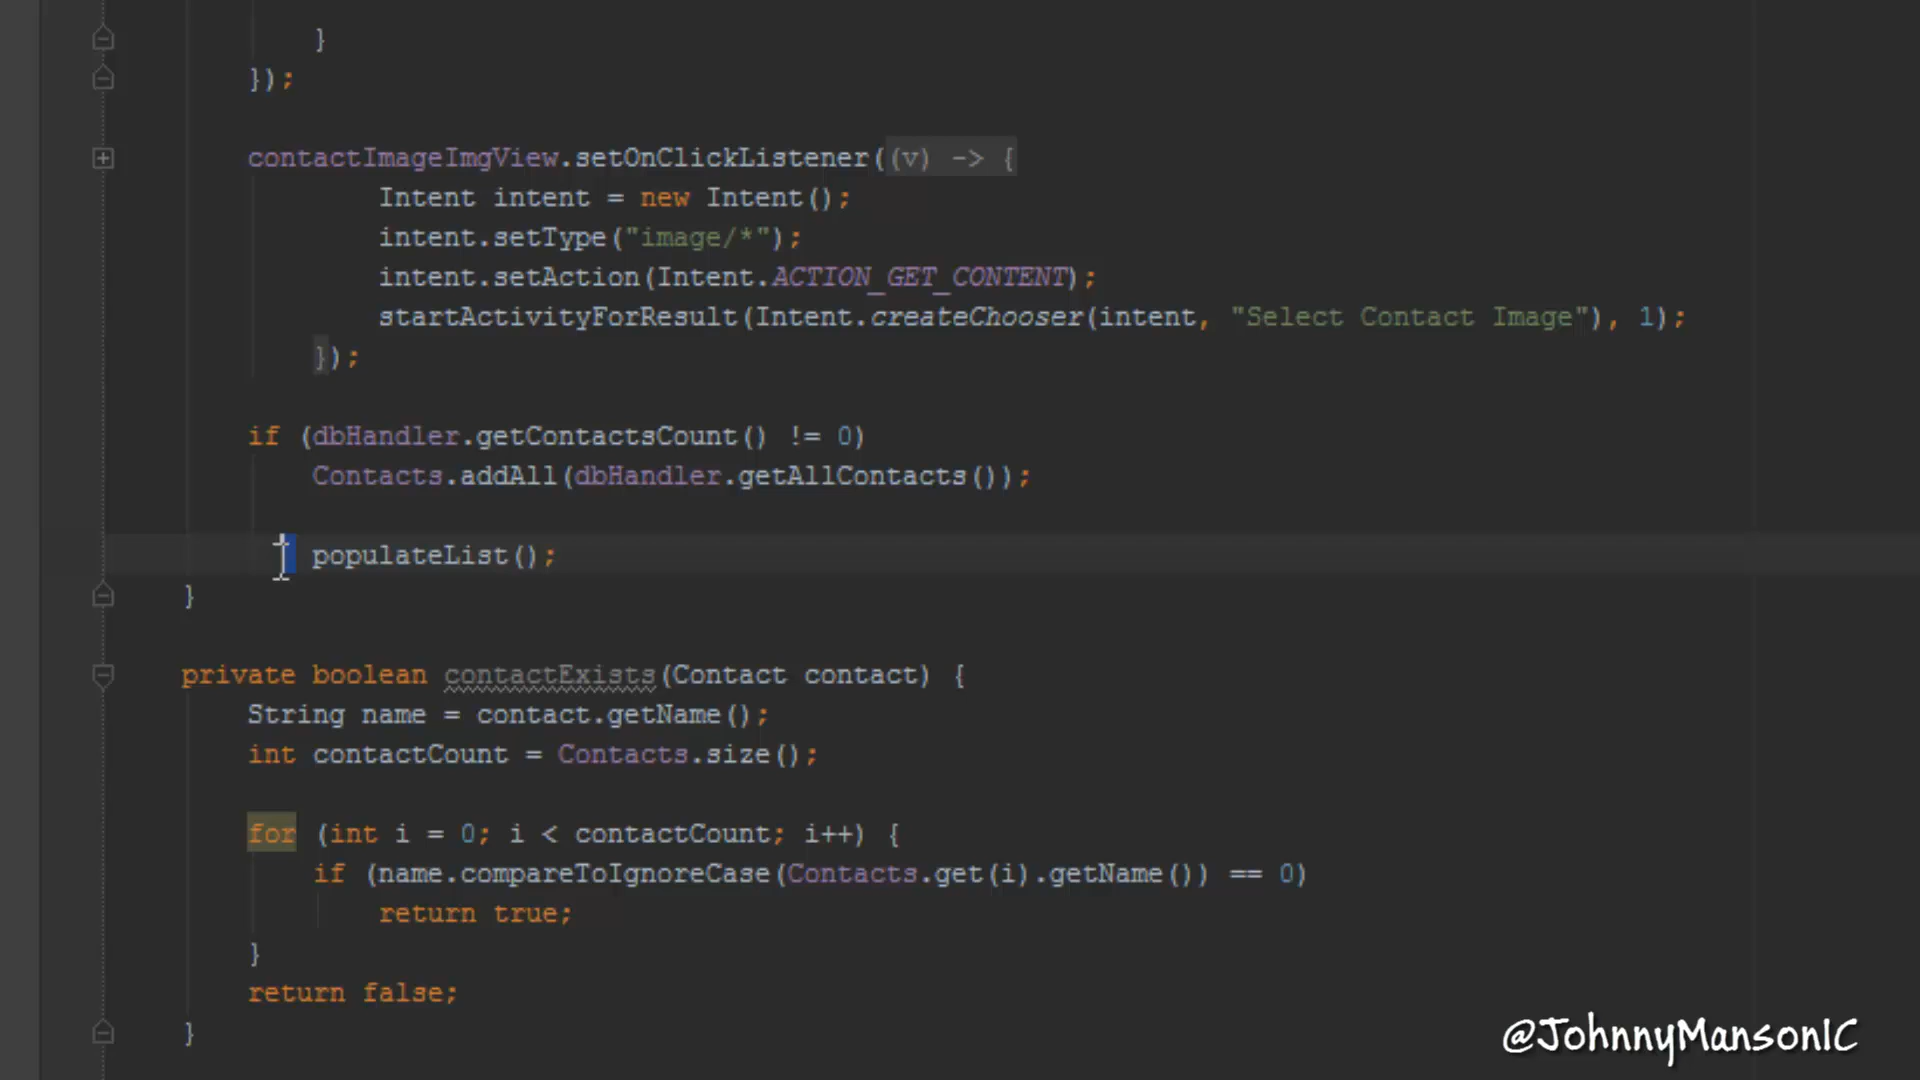 }
});
contactImageImgView.setOnClickListener((v) -> {
Intent intent = new Intent();
intent.setType("image/*");
intent.setAction(Intent.ACTION_GET_CONTENT);
startActivityForResult(Intent.createChooser(intent, "Select Contact Image"), 1);
});
if (dbHandler.getContactsCount() != 0)
Contacts.addAll(dbHandler.getAllContacts());
populateList();
}
private boolean contactExists(Contact contact) {
String name = contact.getName();
int contactCount = Contacts.size();
for (int i = 0; i < contactCount; i++) {
if (name.compareToIgnoreCase(Contacts.get(i).getName()) == 0)
return true;
}
return false;
}
@JohnnyMansonIC